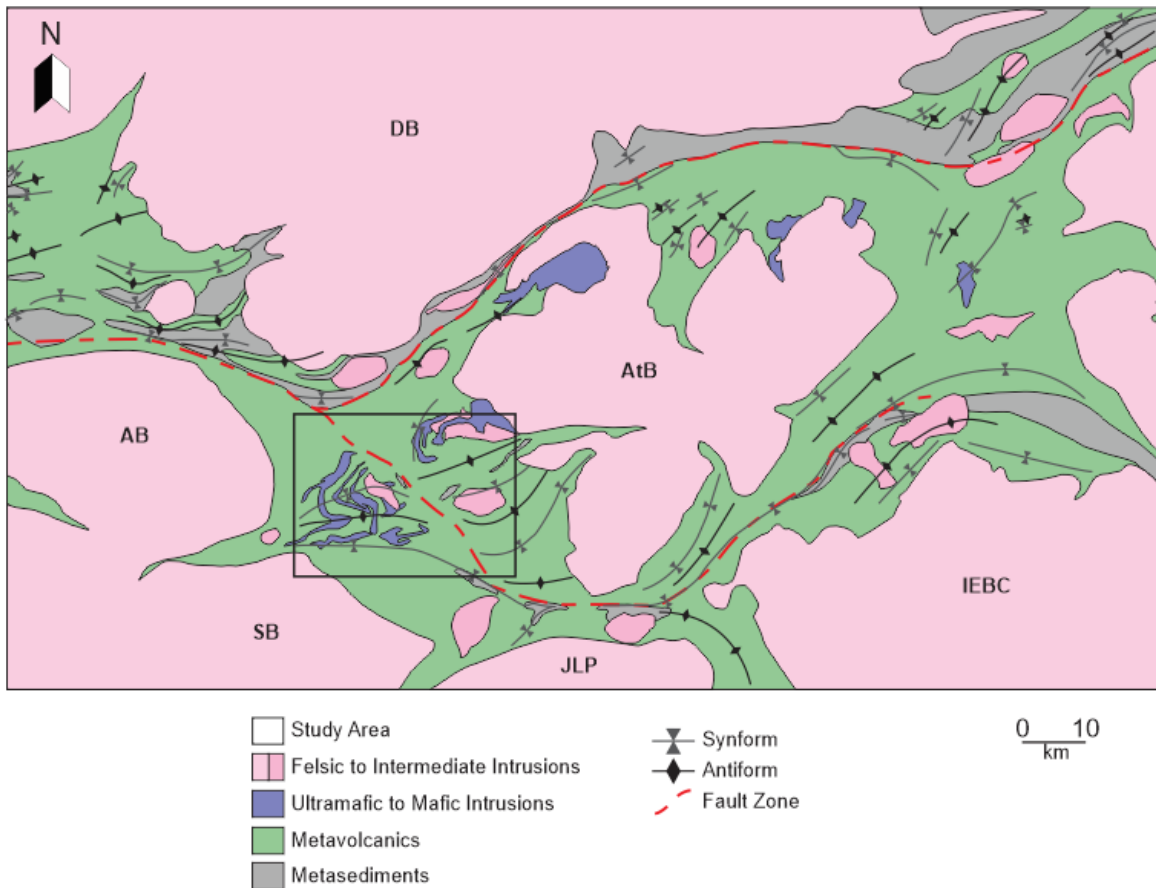 N
DB
AtB
AB
IEBC
SB
JLP
Study Area
Felsic to Intermediate Intrusions
Ultramafic to Mafic Intrusions
Metavolcanics
Metasediments
Synform
Antiform
Fault Zone
0 10
km